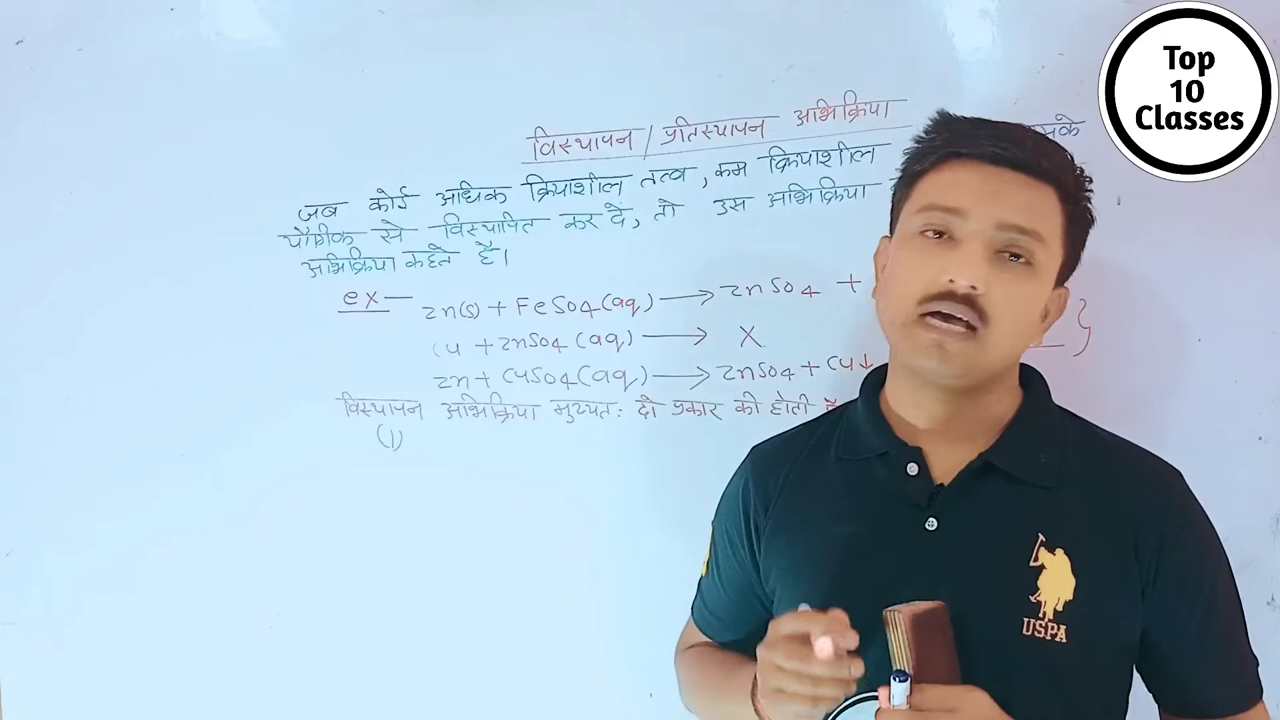 Top
10
Classes
विस्थापन / प्रतिस्थापन अभिक्रिया
जब कोई अधिक क्रियाशील तत्व, कम क्रियाशील
यौगिक से विस्थापित कर दें, तो उस अभिक्रिया
अभिक्रिया कहते है।
ex — Zn(s) + FeSO4(aq) → ZnSO4 +
Cu + ZnSO4(aq) → X
Zn + CuSO4(aq) → ZnSO4 + Cu↓
विस्थापन अभिक्रिया मुख्यत: दो प्रकार की होती
(1)
USPA